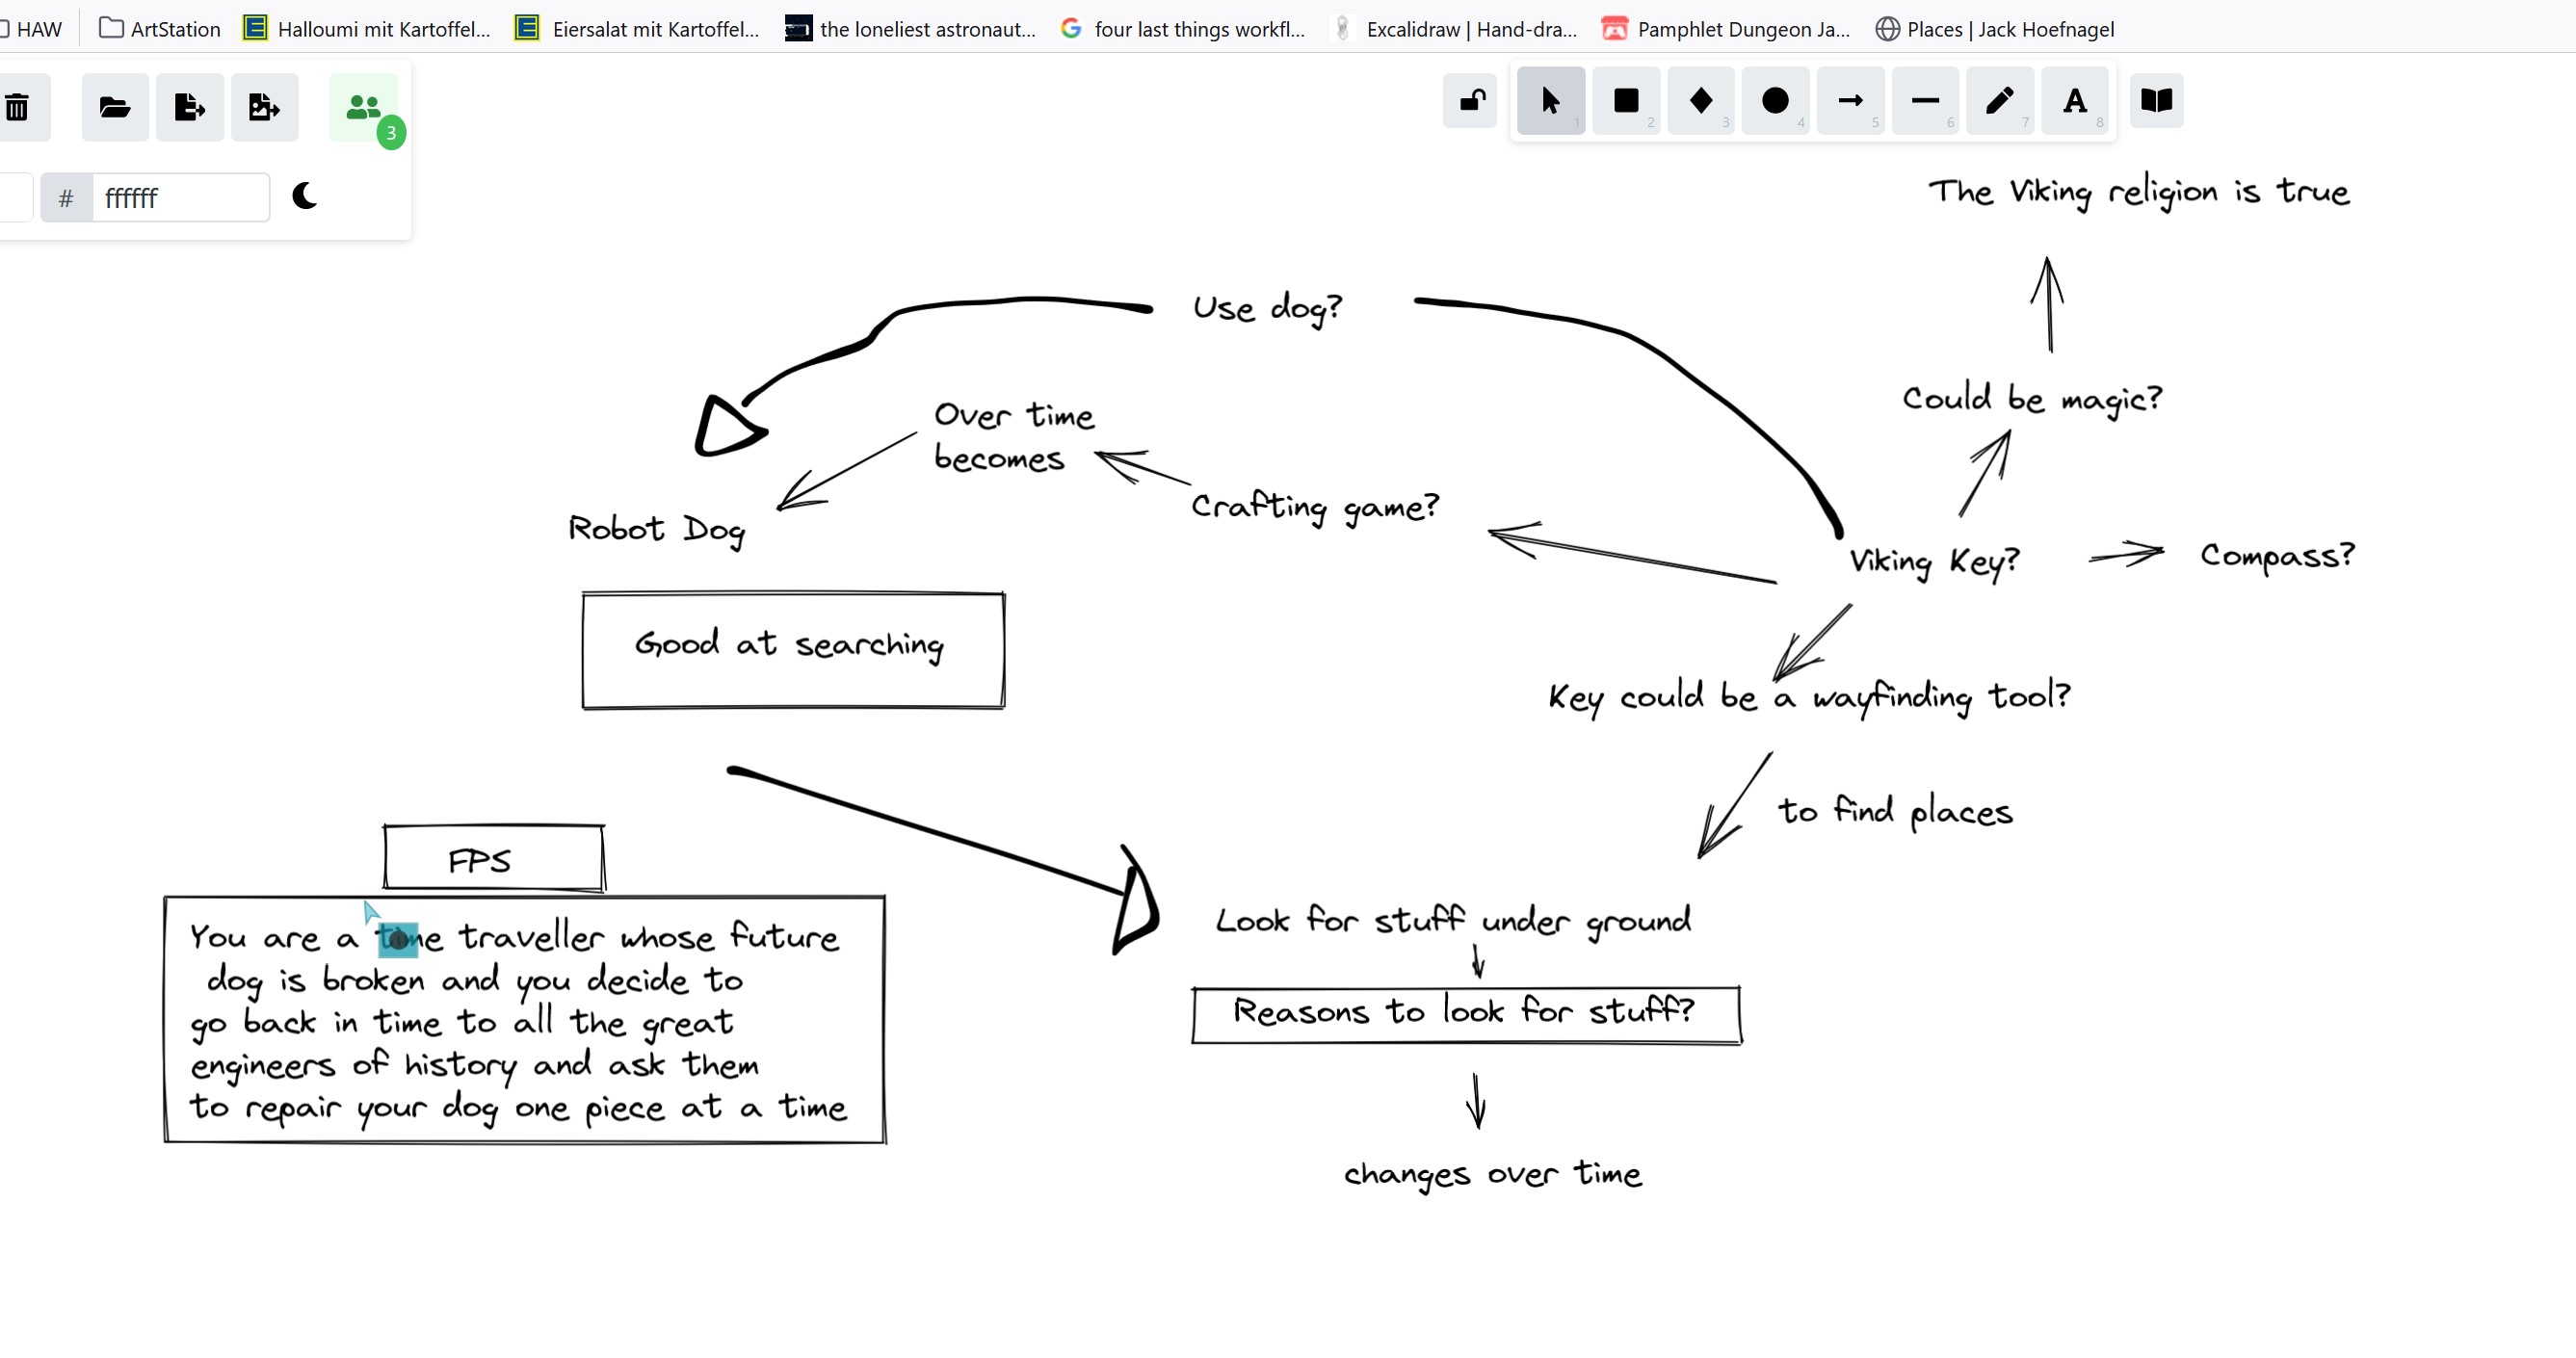 HAW
ArtStation
Halloumi mit Kartoffel...
Eiersalat mit Kartoffel...
the loneliest astronaut...
four last things workfl...
Excalidraw | Hand-dra...
Pamphlet Dungeon Ja...
Places | Jack Hoefnagel
3
1
2
3
4
5
6
7
A
8
# ffffff
The Viking religion is true
Use dog?
Could be magic?
Over time
becomes
Crafting game?
Robot Dog
Viking Key?
Compass?
Good at searching
Key could be a wayfinding tool?
to find places
FPS
You are a time traveller whose future
dog is broken and you decide to
go back in time to all the great
engineers of history and ask them
to repair your dog one piece at a time
Look for stuff under ground
Reasons to look for stuff?
changes over time